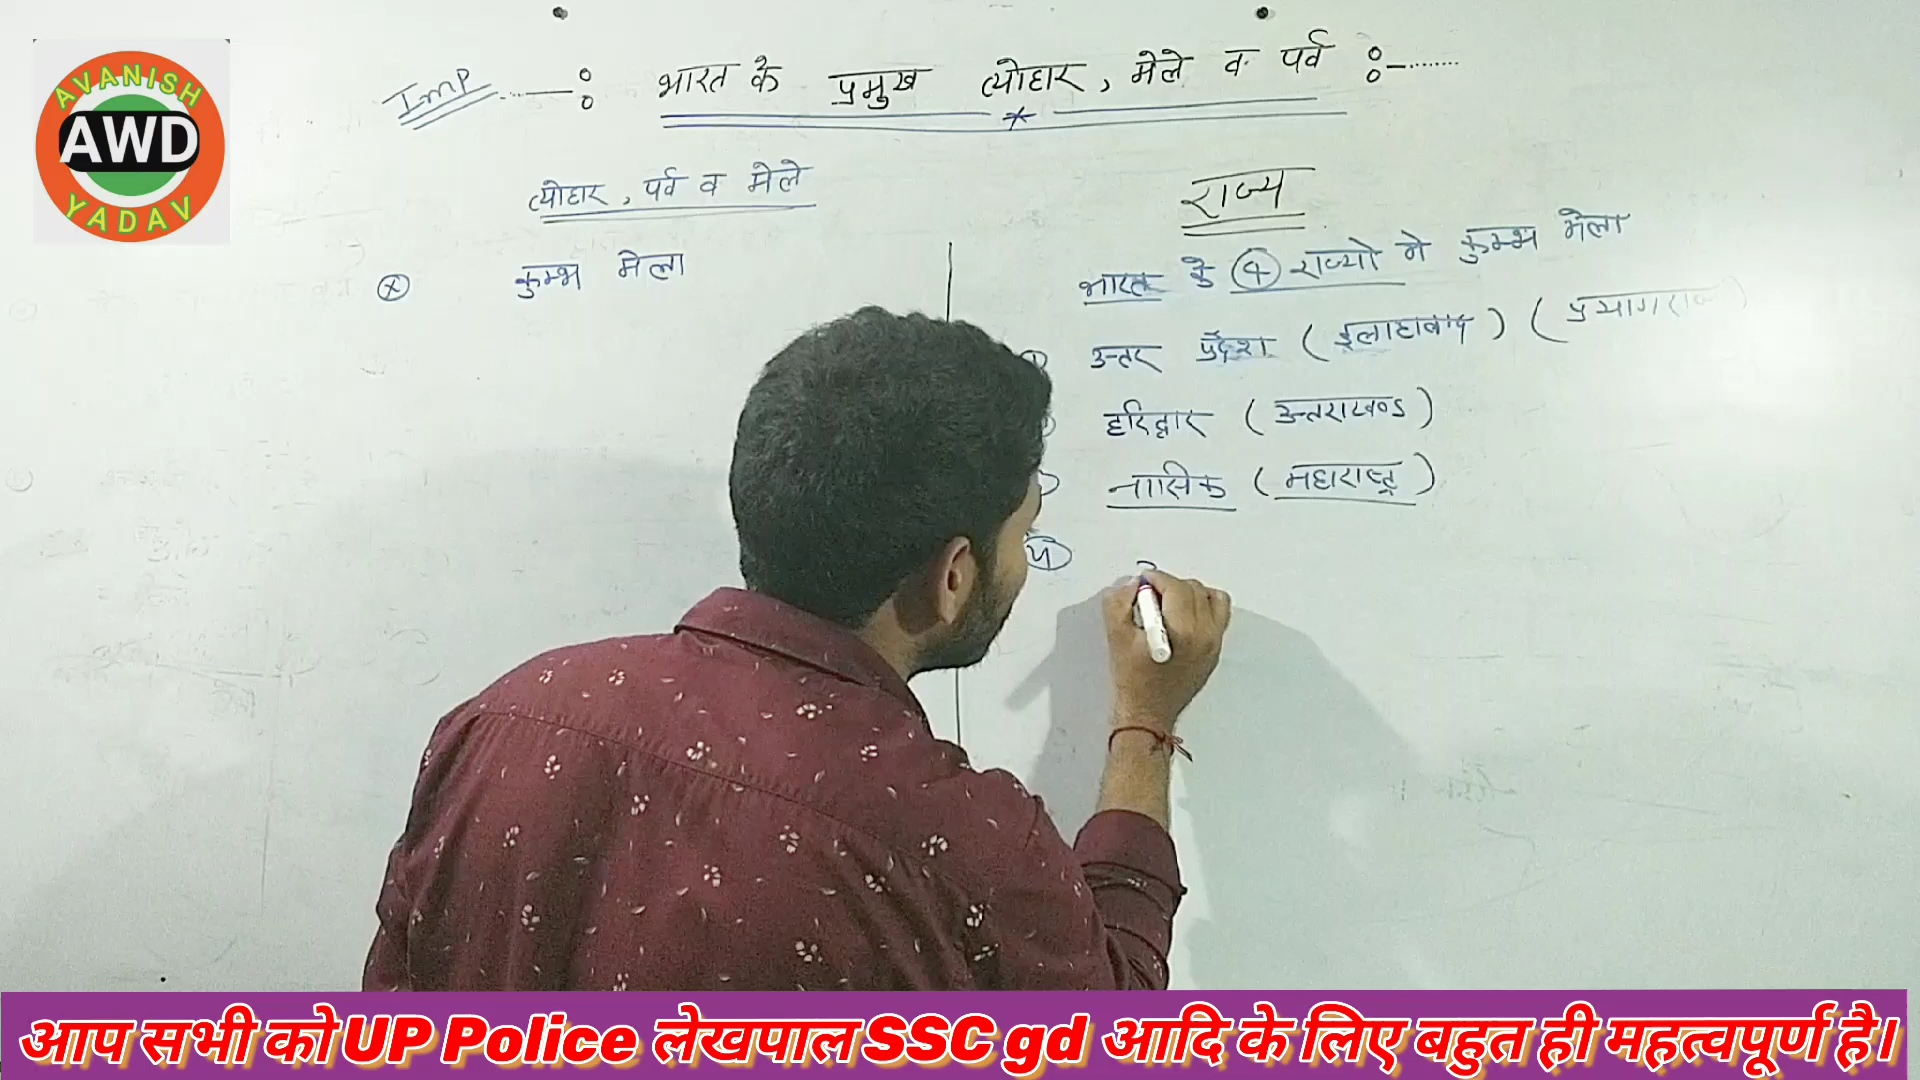 AVANISH
AWD
YADAV
Imp
भारत के प्रमुख त्योहार, मेले व पर्व :-
त्योहार, पर्व व मेले
राज्य
कुम्भ मेला
भारत के 4 राज्यो मे कुम्भ मेला
उत्तर प्रदेश (इलाहाबाद) (प्रयागराज)
हरिद्वार (उत्तराखण्ड)
नासिक (महाराष्ट्र)
आप सभी को UP Police लेखपाल SSC gd आदि के लिए बहुत ही महत्वपूर्ण है।